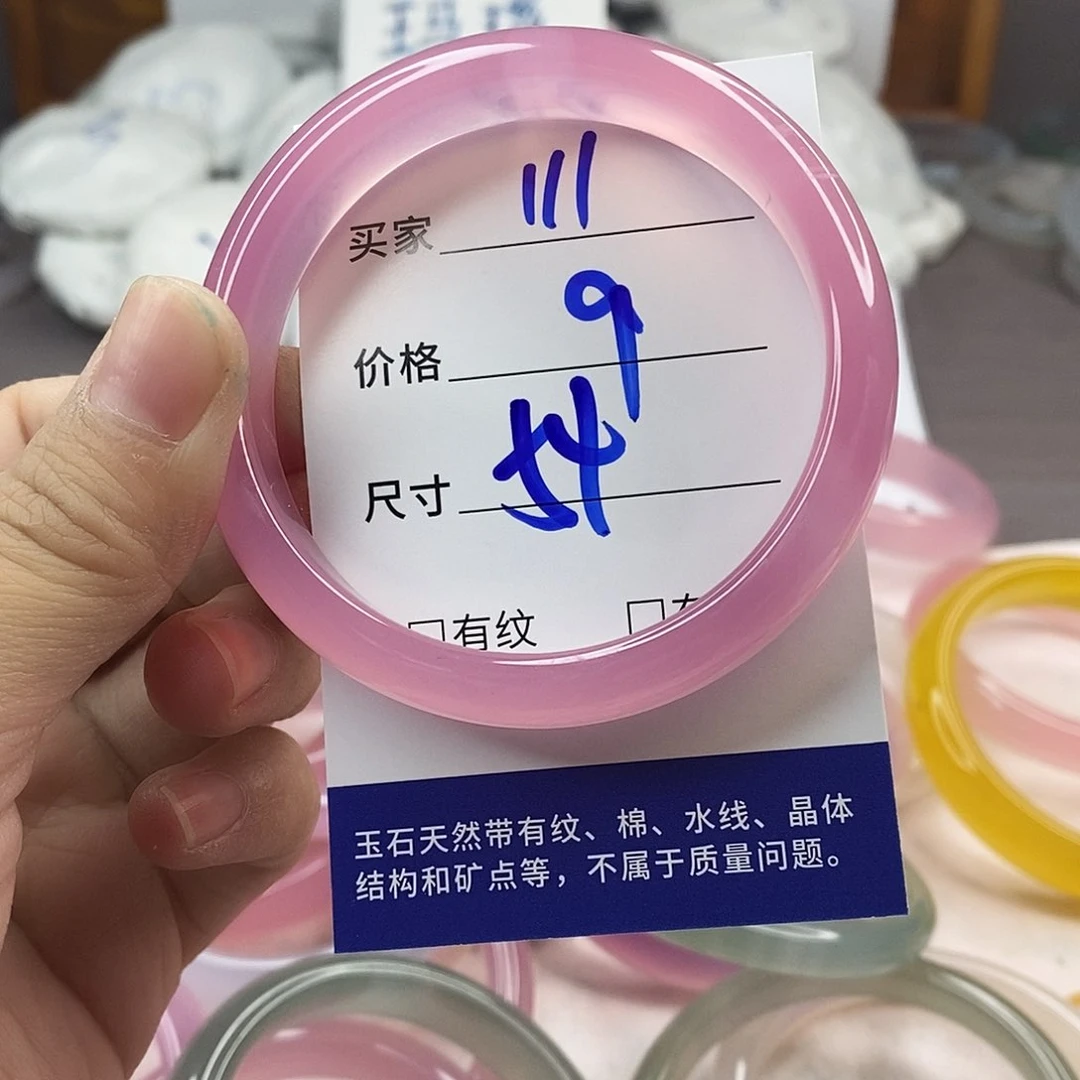 买家 111
价格 9
尺寸 54
□有纹 □有
玉石天然带有纹、棉、水线、晶体
结构和矿点等，不属于质量问题。